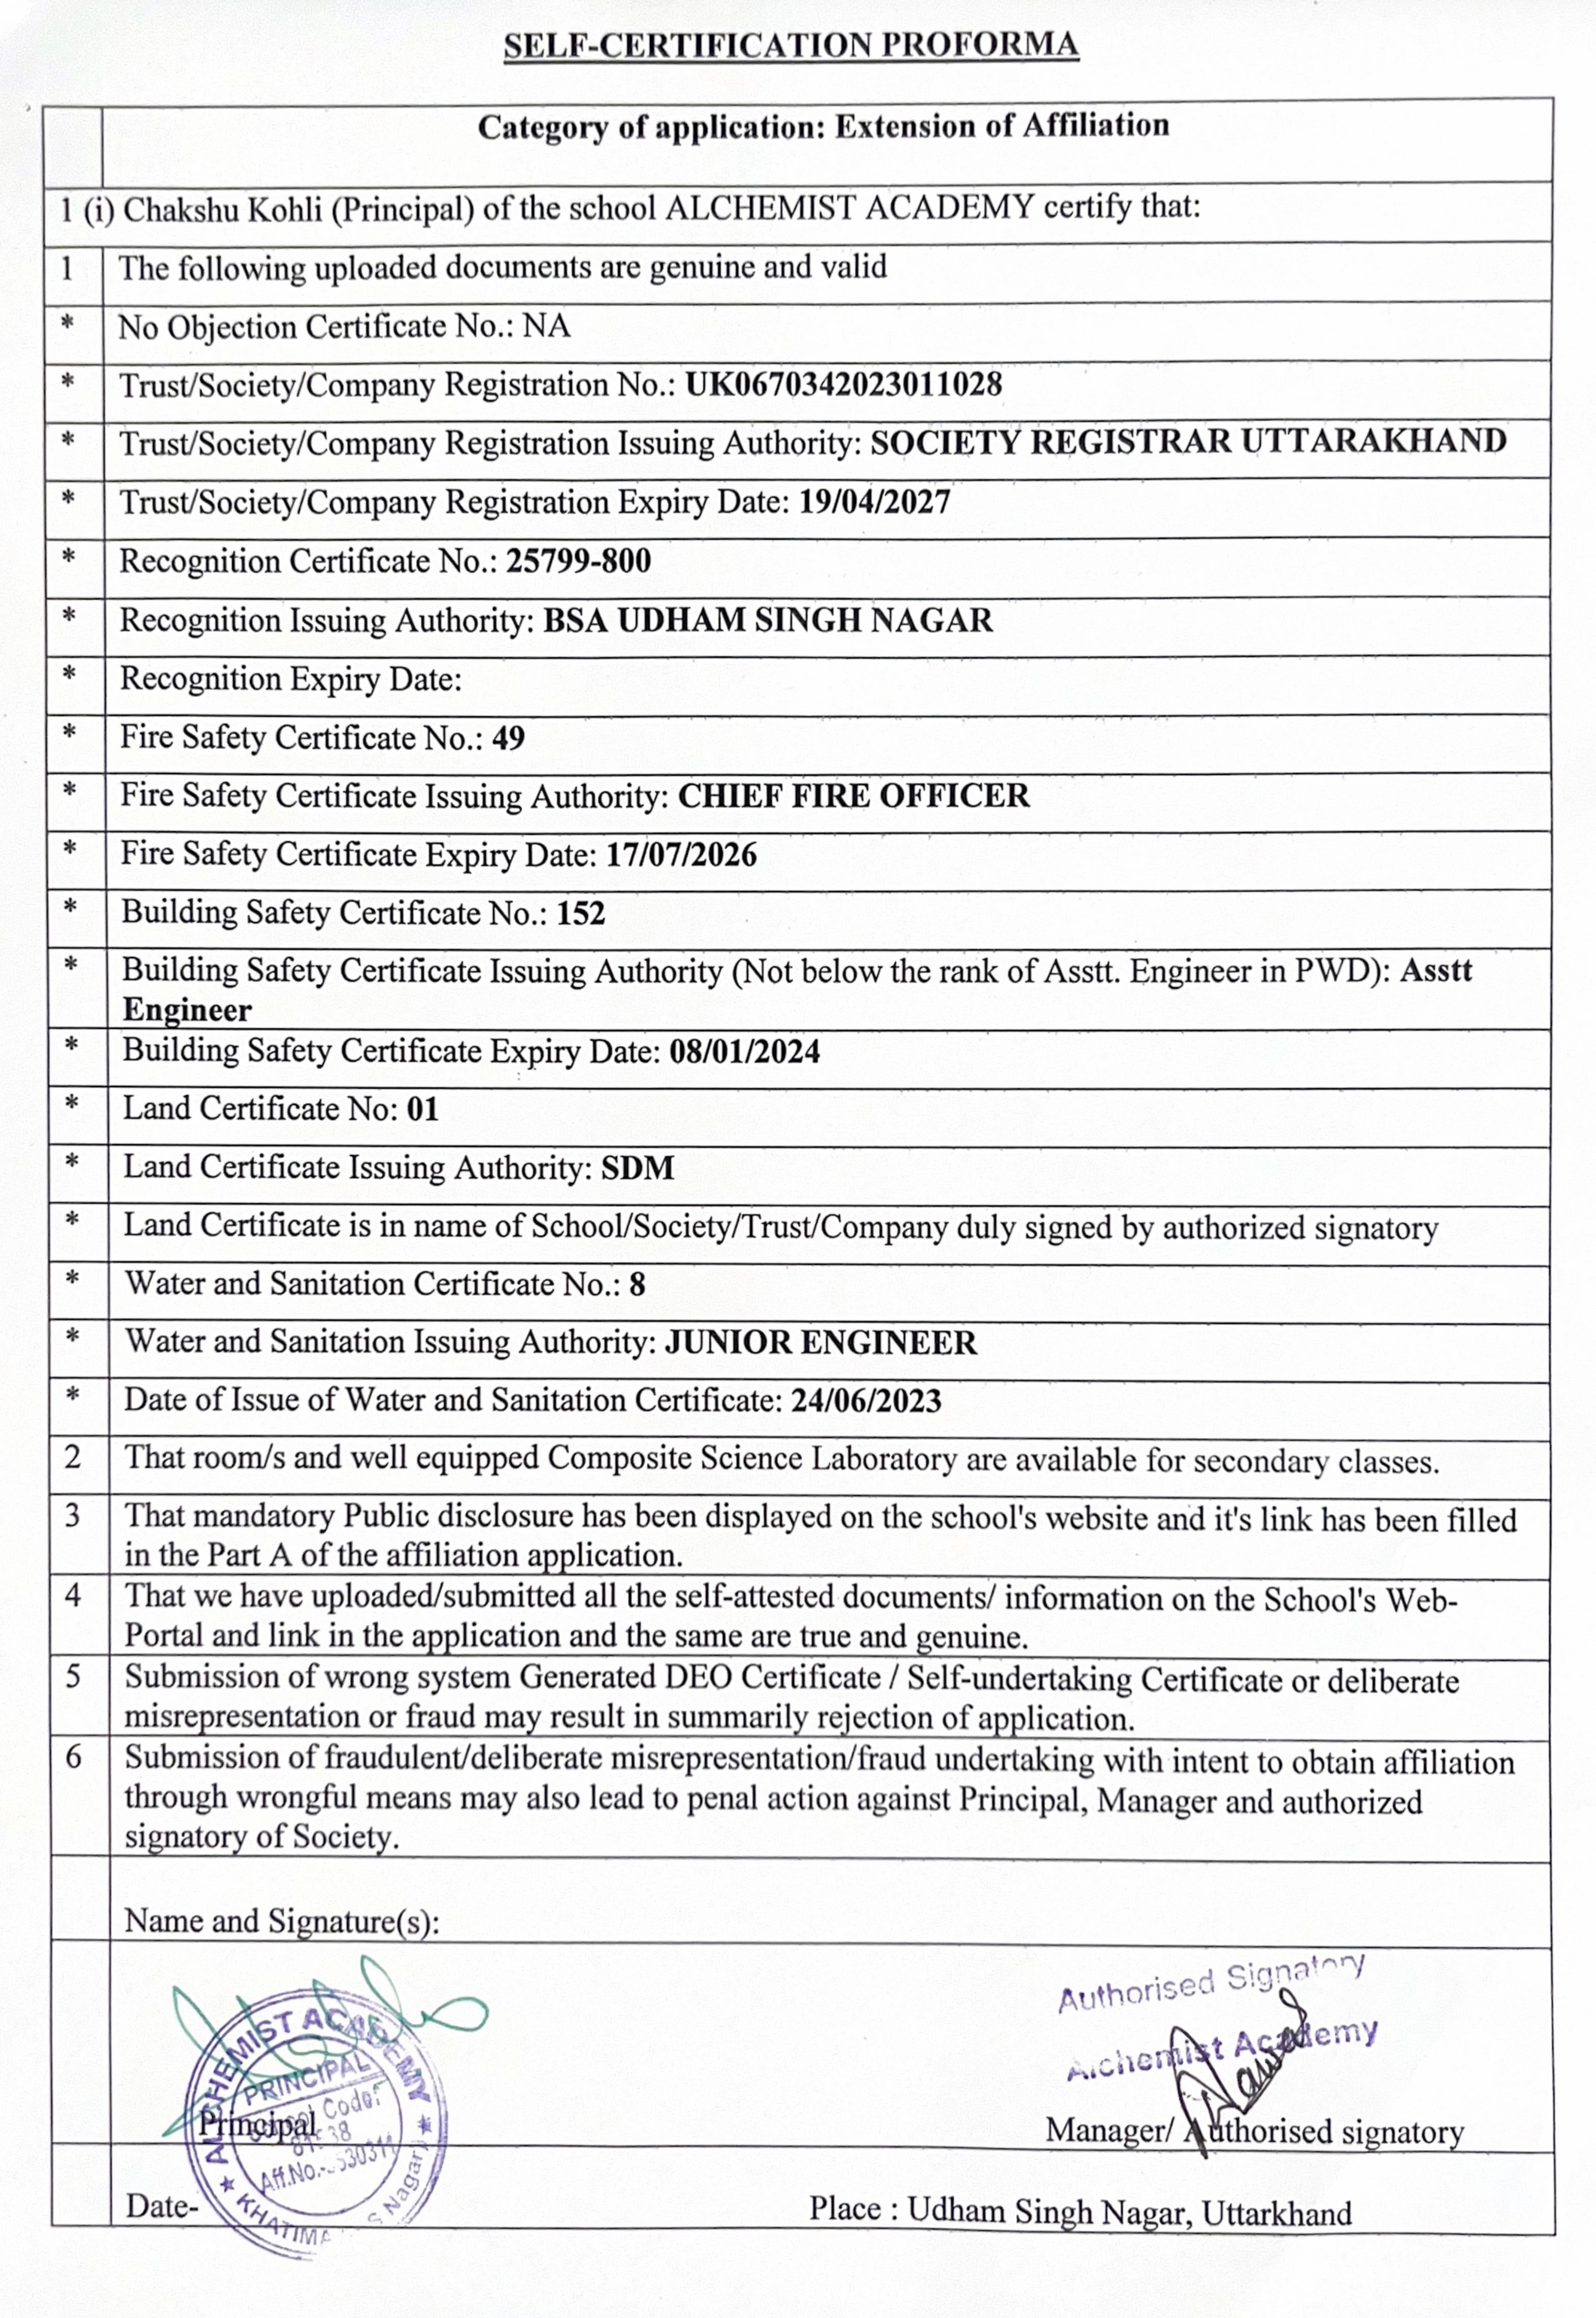 SELF-CERTIFICATION PROFORMA
Category of application: Extension of Affiliation
1 (i) Chakshu Kohli (Principal) of the school ALCHEMIST ACADEMY certify that:
1 The following uploaded documents are genuine and valid
* No Objection Certificate No.: NA
* Trust/Society/Company Registration No.: UK0670342023011028
* Trust/Society/Company Registration Issuing Authority: SOCIETY REGISTRAR UTTARAKHAND
* Trust/Society/Company Registration Expiry Date: 19/04/2027
* Recognition Certificate No.: 25799-800
* Recognition Issuing Authority: BSA UDHAM SINGH NAGAR
* Recognition Expiry Date:
* Fire Safety Certificate No.: 49
* Fire Safety Certificate Issuing Authority: CHIEF FIRE OFFICER
* Fire Safety Certificate Expiry Date: 17/07/2026
* Building Safety Certificate No.: 152
* Building Safety Certificate Issuing Authority (Not below the rank of Asstt. Engineer in PWD): Asstt
Engineer
* Building Safety Certificate Expiry Date: 08/01/2024
* Land Certificate No: 01
* Land Certificate Issuing Authority: SDM
* Land Certificate is in name of School/Society/Trust/Company duly signed by authorized signatory
* Water and Sanitation Certificate No.: 8
* Water and Sanitation Issuing Authority: JUNIOR ENGINEER
* Date of Issue of Water and Sanitation Certificate: 24/06/2023
2 That room/s and well equipped Composite Science Laboratory are available for secondary classes.
3 That mandatory Public disclosure has been displayed on the school's website and it's link has been filled
in the Part A of the affiliation application.
4 That we have uploaded/submitted all the self-attested documents/ information on the School's Web-
Portal and link in the application and the same are true and genuine.
5 Submission of wrong system Generated DEO Certificate / Self-undertaking Certificate or deliberate
misrepresentation or fraud may result in summarily rejection of application.
6 Submission of fraudulent/deliberate misrepresentation/fraud undertaking with intent to obtain affiliation
through wrongful means may also lead to penal action against Principal, Manager and authorized
signatory of Society.
Name and Signature(s):
ALCHEMIST ACADEMY
PRINCIPAL
Code:
Aff.No.-
KHATIMA
Nagar)
Principal
Authorised Signatory
Alchemist Academy
Manager/ Authorised signatory
Date-
Place : Udham Singh Nagar, Uttarkhand